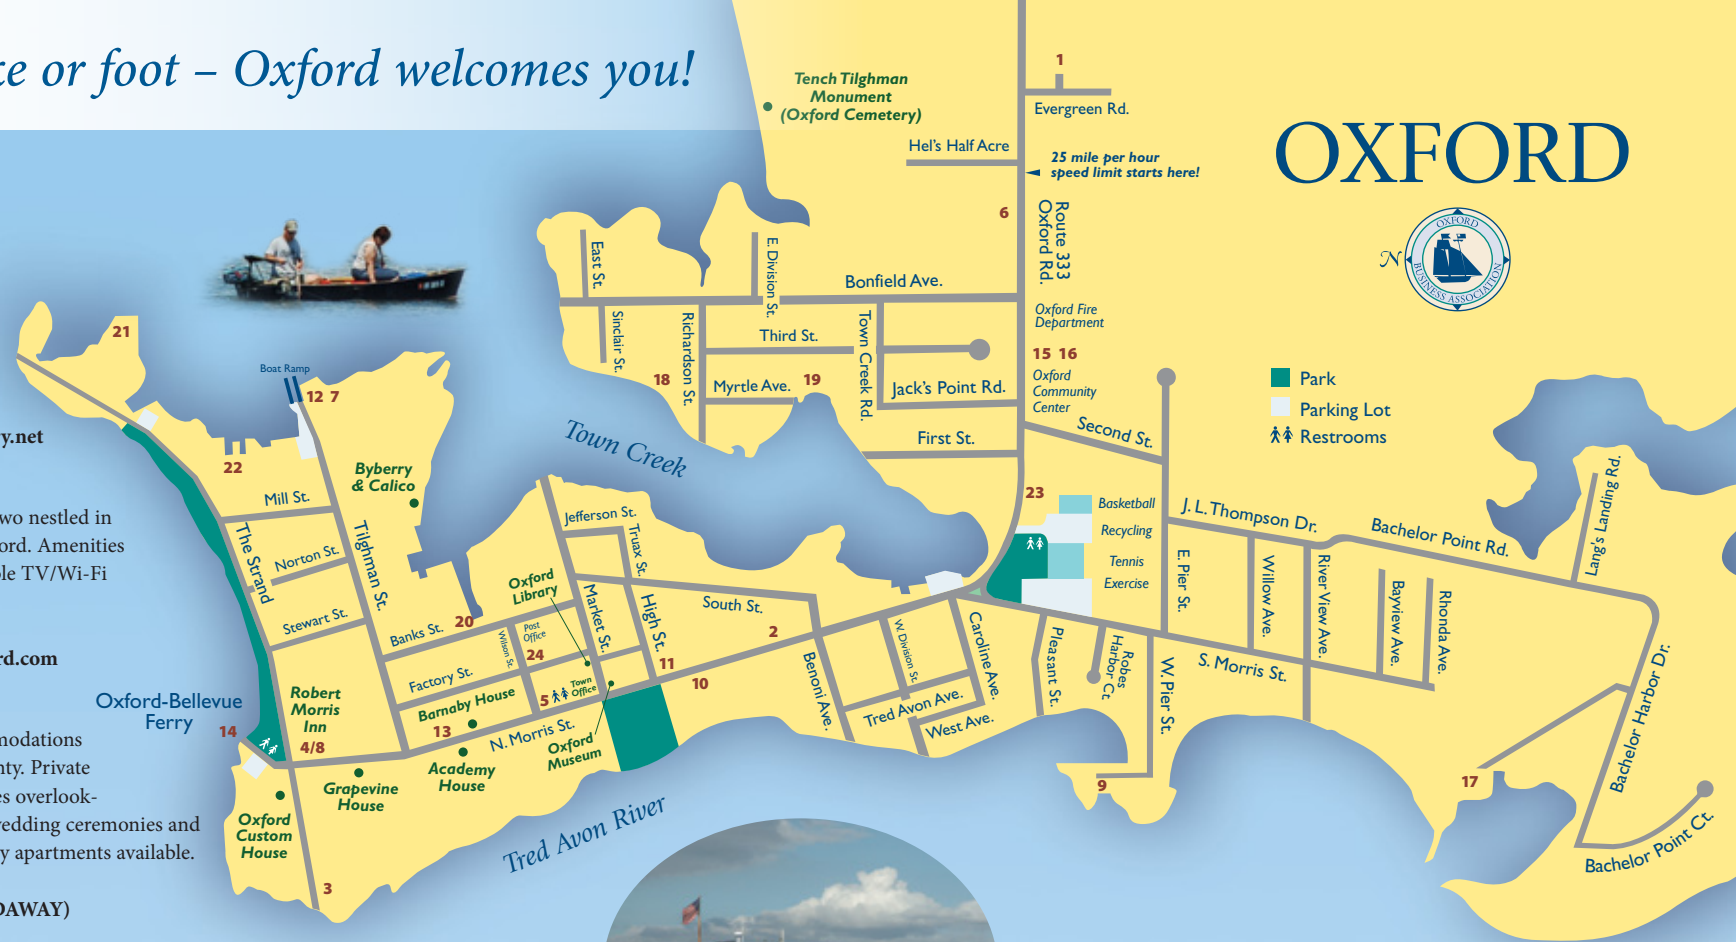 ke or foot – Oxford welcomes you!
Tench Tilghman
Monument
(Oxford Cemetery)
1
Evergreen Rd.
Hel's Half Acre
25 mile per hour
speed limit starts here!
OXFORD
OXFORD
BUSINESS ASSOCIATION
N
6
Route 333
Oxford Rd.
East St.
E. Division St.
Bonfield Ave.
Sinclair St.
Richardson St.
Third St.
Town Creek Rd.
Oxford Fire
Department
15 16
Oxford
Community
Center
18
Myrtle Ave.
19
Jack's Point Rd.
First St.
Second St.
Park
Parking Lot
Restrooms
21
Boat Ramp
12 7
22
Byberry
& Calico
Town Creek
y.net
wo nestled in
ord. Amenities
le TV/Wi-Fi
Mill St.
The Strand
Norton St.
Tilghman St.
Stewart St.
Jefferson St.
Truax St.
Oxford
Library
Market St.
High St.
South St.
23
Basketball
Recycling
Tennis
Exercise
J. L. Thompson Dr.
Bachelor Point Rd.
Lang's Landing Rd.
E. Pier St.
Willow Ave.
River View Ave.
Bayview Ave.
Rhonda Ave.
Banks St.
20
Wilson St.
Post
Office
24
2
11
10
Factory St.
Barnaby House
13
5
Town
Office
N. Morris St.
Oxford
Museum
Academy
House
Benoni Ave.
W. Division St.
Caroline Ave.
Tred Avon Ave.
West Ave.
Pleasant St.
Robes
Harbor Ct.
W. Pier St.
S. Morris St.
9
Bachelor Harbor Dr.
17
Bachelor Point Ct.
rd.com
Oxford-Bellevue
Ferry
14
Robert
Morris
Inn
4/8
Grapevine
House
Oxford
Custom
House
3
Tred Avon River
modations
nty. Private
es overlook-
wedding ceremonies and
y apartments available.
DAWAY)